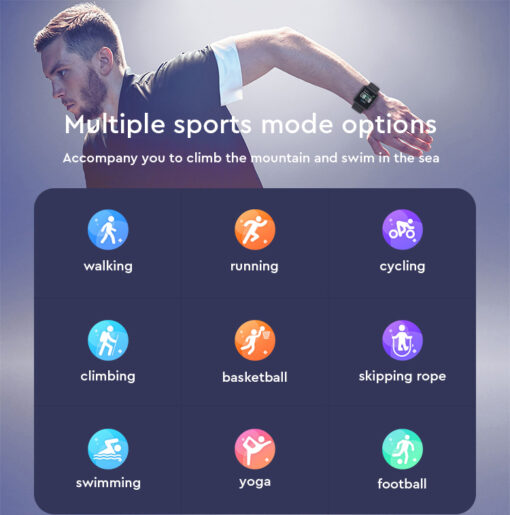 Multiple sports mode options
Accompany you to climb the mountain and swim in the sea
walking
running
cycling
climbing
basketball
skipping rope
swimming
yoga
football